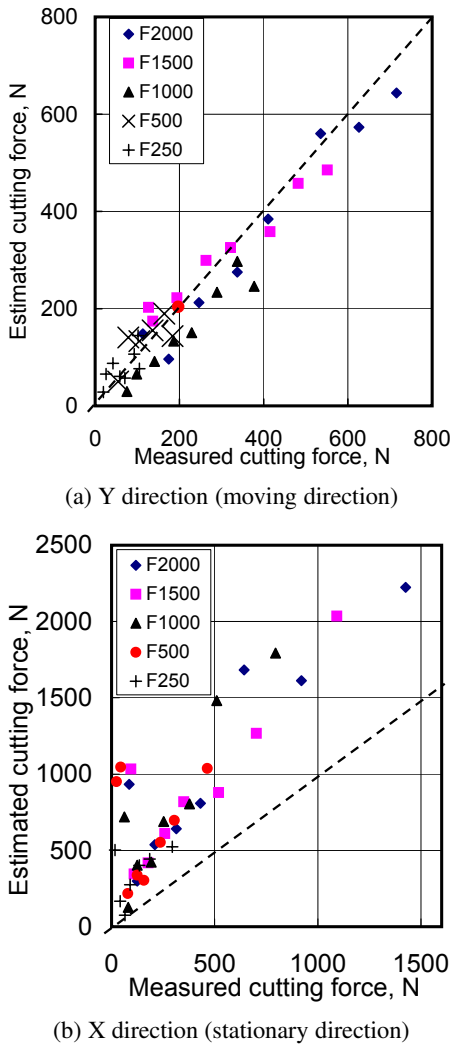 800
600
400
200
0
Estimated cutting force, N
F2000
F1500
F1000
F500
F250
0 200 400 600 800
Measured cutting force, N
(a) Y direction (moving direction)
2500
2000
1500
1000
500
0
Estimated cutting force, N
F2000
F1500
F1000
F500
F250
0 500 1000 1500
Measured cutting force, N
(b) X direction (stationary direction)